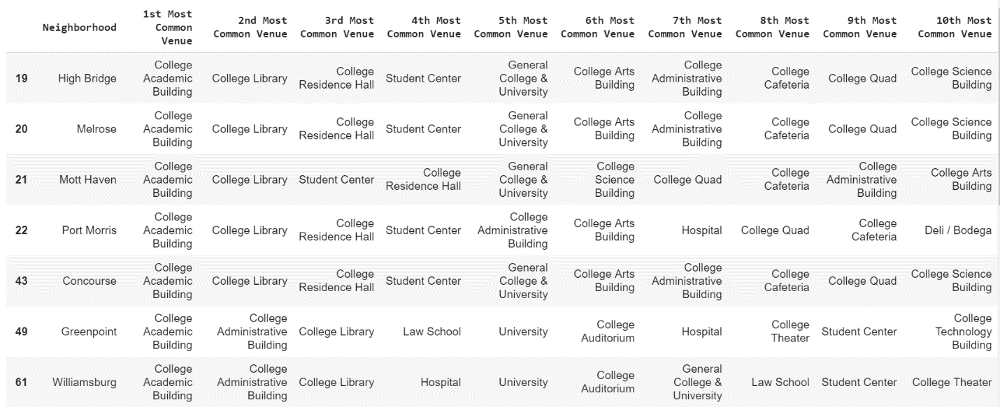 Neighborhood 1st Most Common Venue 2nd Most Common Venue 3rd Most Common Venue 4th Most Common Venue 5th Most Common Venue 6th Most Common Venue 7th Most Common Venue 8th Most Common Venue 9th Most Common Venue 10th Most Common Venue
19 High Bridge College Academic Building College Library College Residence Hall Student Center General College & University College Arts Building College Administrative Building College Cafeteria College Quad College Science Building
20 Melrose College Academic Building College Library College Residence Hall Student Center General College & University College Arts Building College Administrative Building College Cafeteria College Quad College Science Building
21 Mott Haven College Academic Building College Library Student Center College Residence Hall General College & University College Science Building College Quad College Cafeteria College Administrative Building College Arts Building
22 Port Morris College Academic Building College Library College Residence Hall Student Center College Administrative Building College Arts Building Hospital College Quad College Cafeteria Deli / Bodega
43 Concourse College Academic Building College Library College Residence Hall Student Center General College & University College Arts Building College Administrative Building College Cafeteria College Quad College Science Building
49 Greenpoint College Academic Building College Administrative Building College Library Law School University College Auditorium Hospital College Theater Student Center College Technology Building
61 Williamsburg College Academic Building College Administrative Building College Library Hospital University College Auditorium General College & University Law School Student Center College Theater